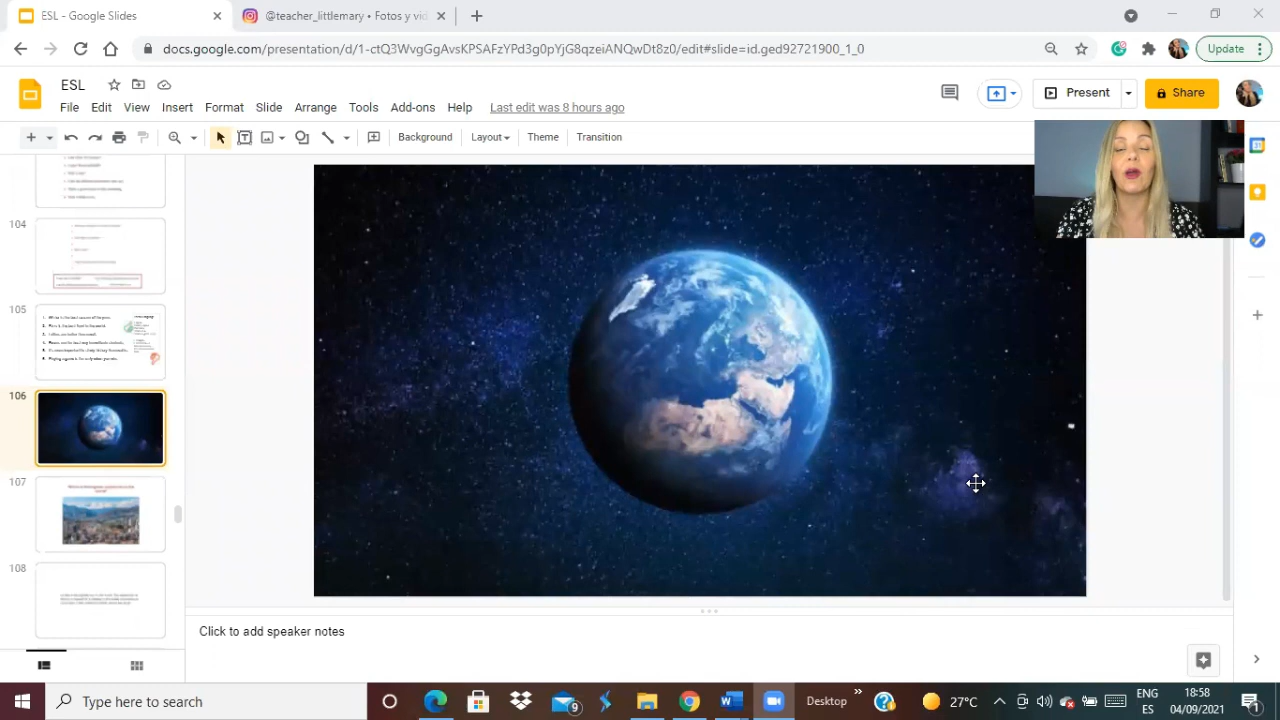 ESL - Google Slides
@teacher_littlemary • Fotos y vid
docs.google.com/presentation/d/1-ctQ3WvgGgAvsKPSAFzYPd3g0pYjG8qzeiANQwDt8z0/edit#slide=id.ged92721900_1_0
Update
ESL
File Edit View Insert Format Slide Arrange Tools Add-ons Help Last edit was 8 hours ago
Present
Share
Background Layout Theme Transition
104
105
106
107
108
Click to add speaker notes
Type here to search
Desktop
27°C
ENG
ES
18:58
04/09/2021